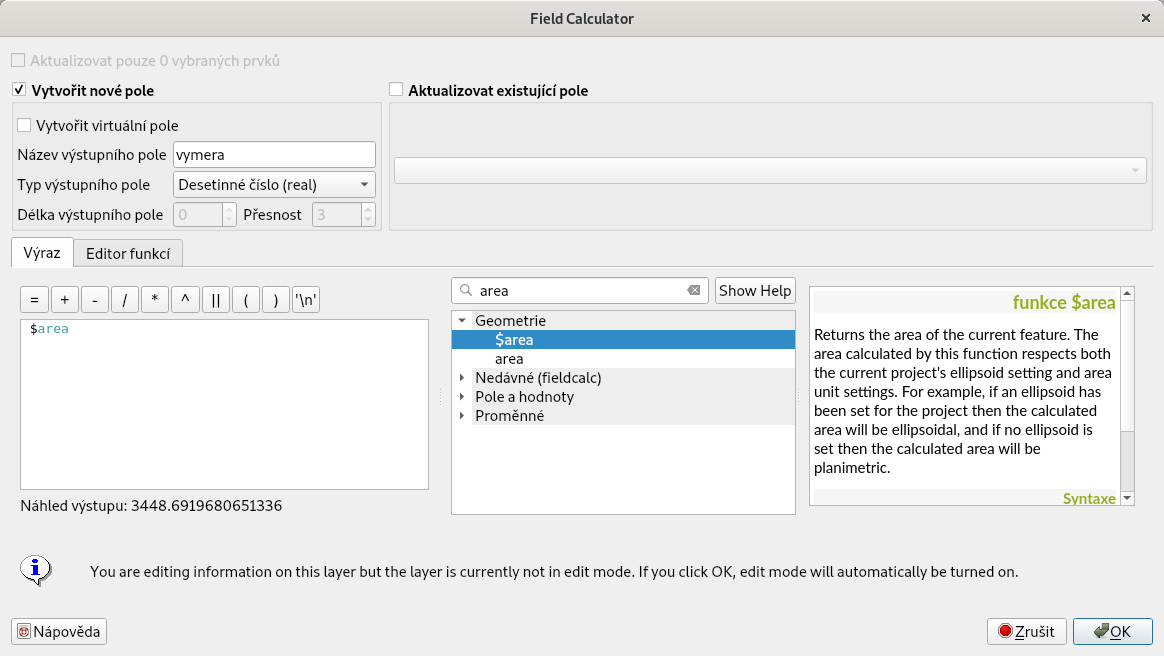 Field Calculator
Aktualizovat pouze 0 vybraných prvků
Vytvořit nové pole
Aktualizovat existující pole
Vytvořit virtuální pole
Název výstupního pole vymera
Typ výstupního pole Desetinné číslo (real)
Délka výstupního pole 0 Přesnost 3
Výraz Editor funkcí
= + - / * ^ || ( ) '\n'
$area
Náhled výstupu: 3448.6919680651336
area Show Help
Geometrie
$area
area
Nedávné (fieldcalc)
Pole a hodnoty
Proměnné
funkce $area
Returns the area of the current feature. The
area calculated by this function respects both
the current project's ellipsoid setting and area
unit settings. For example, if an ellipsoid has
been set for the project then the calculated
area will be ellipsoidal, and if no ellipsoid is
set then the calculated area will be
planimetric.
Syntaxe
You are editing information on this layer but the layer is currently not in edit mode. If you click OK, edit mode will automatically be turned on.
Nápověda
Zrušit
OK